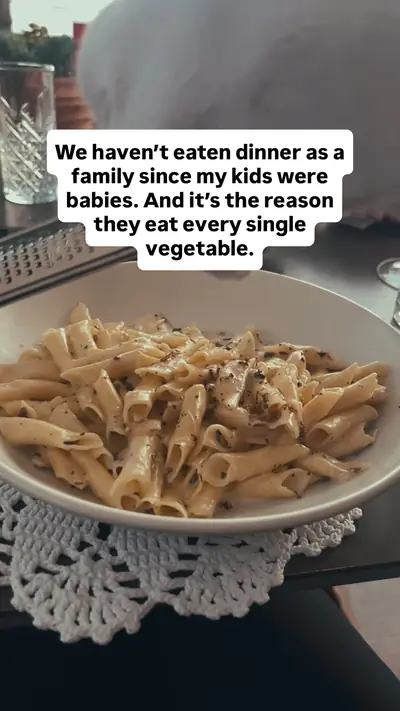 We haven’t eaten dinner as a
family since my kids were
babies. And it’s the reason
they eat every single
vegetable.